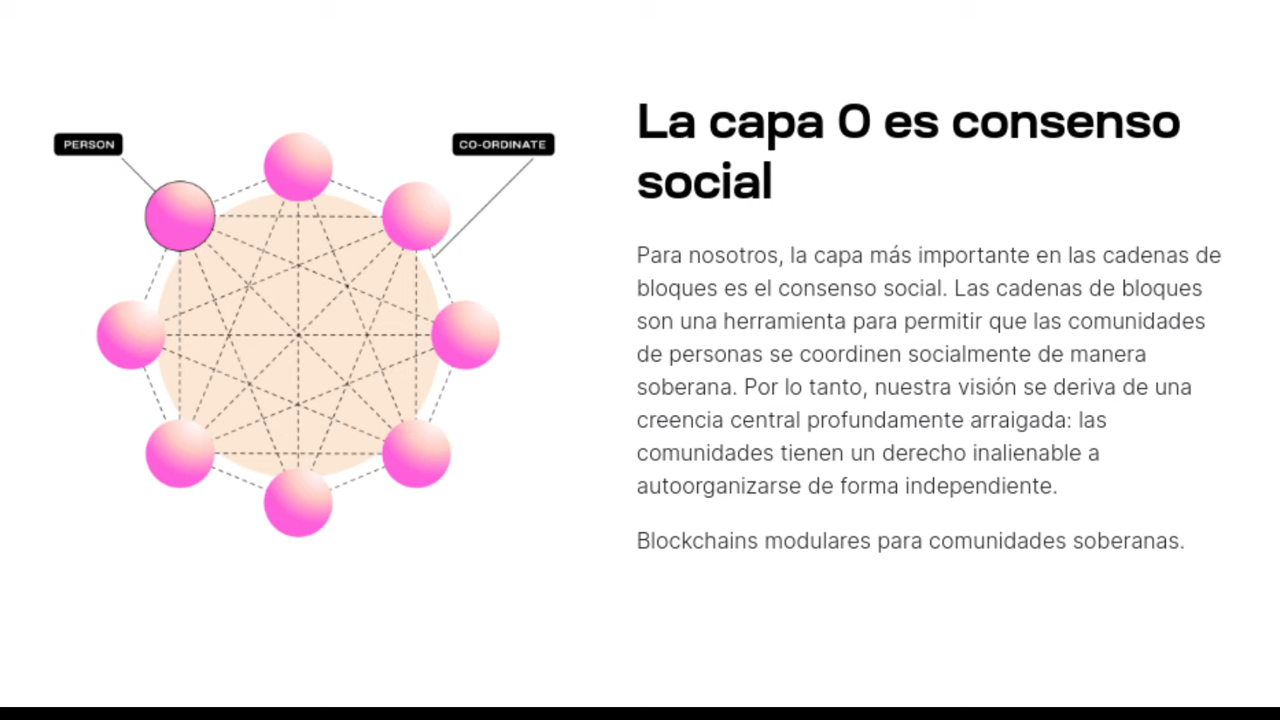 PERSON
CO-ORDINATE
La capa 0 es consenso
social
Para nosotros, la capa más importante en las cadenas de
bloques es el consenso social. Las cadenas de bloques
son una herramienta para permitir que las comunidades
de personas se coordinen socialmente de manera
soberana. Por lo tanto, nuestra visión se deriva de una
creencia central profundamente arraigada: las
comunidades tienen un derecho inalienable a
autoorganizarse de forma independiente.
Blockchains modulares para comunidades soberanas.